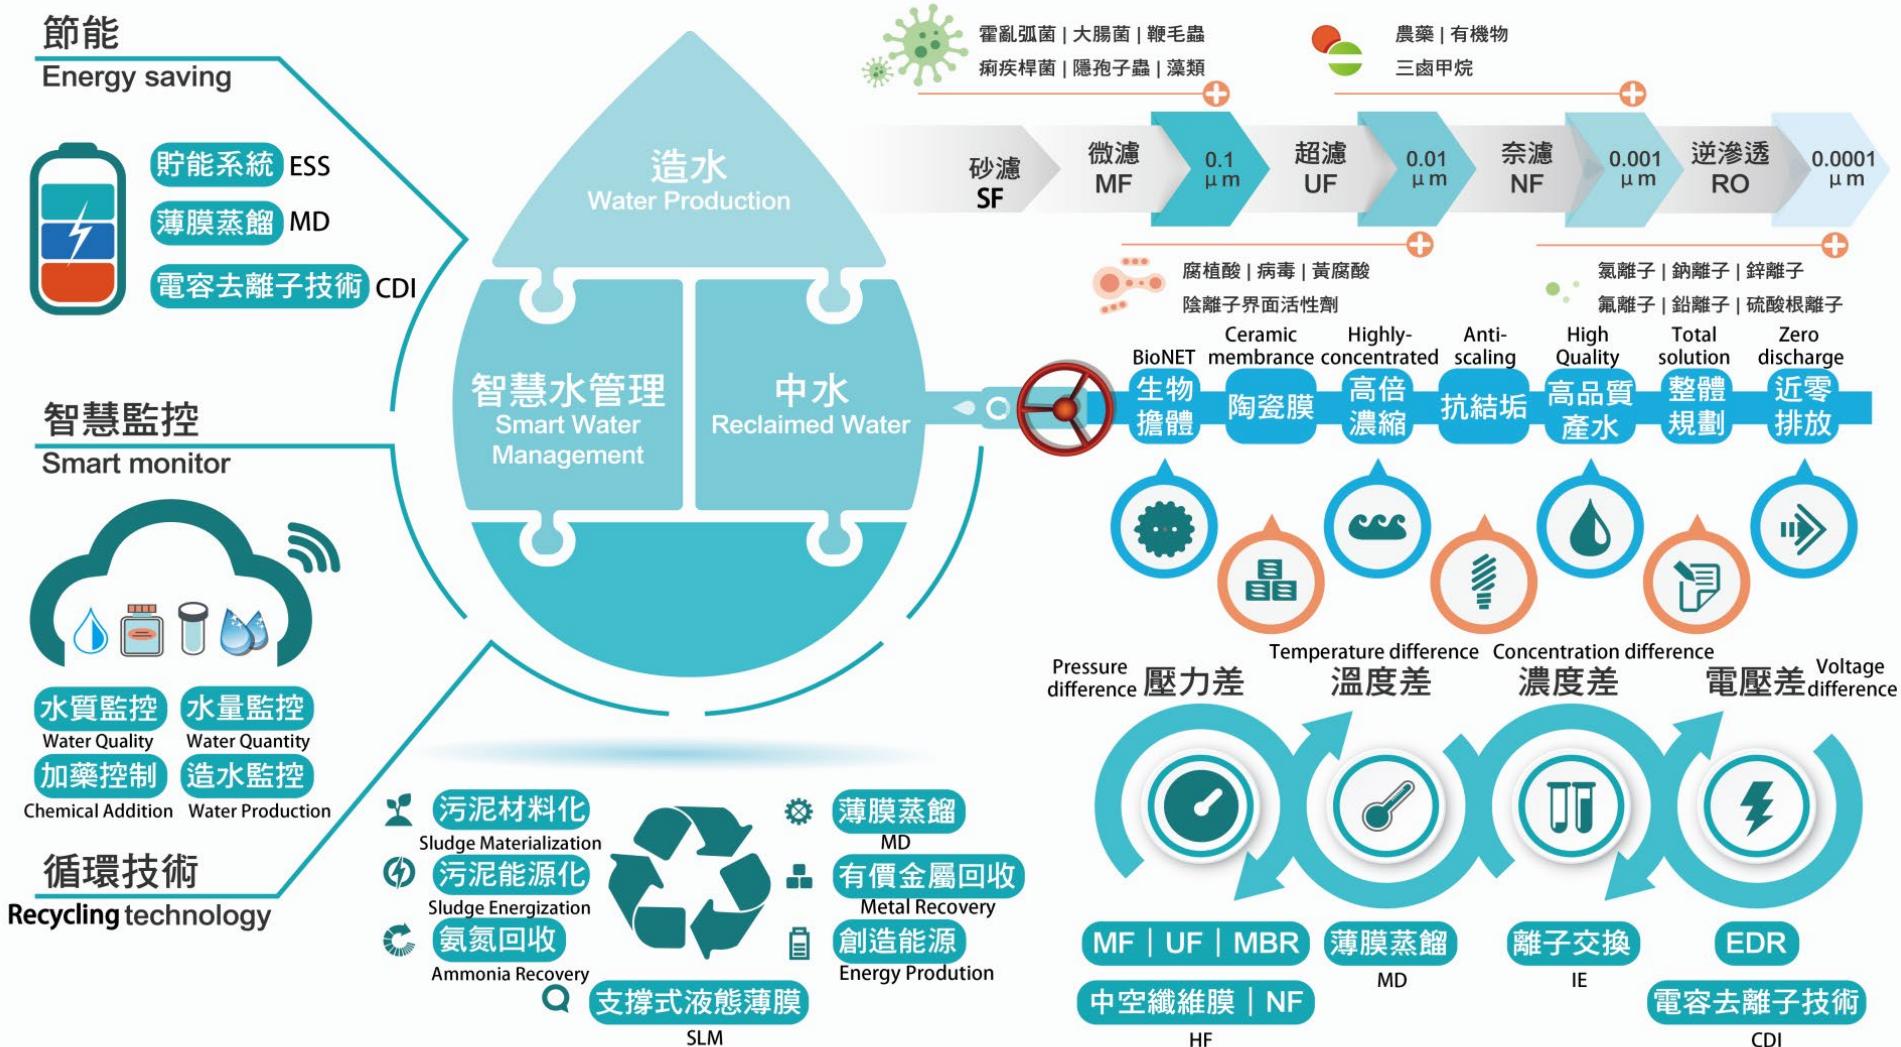 節能
Energy saving
貯能系統 ESS
薄膜蒸餾 MD
電容去離子技術 CDI
智慧監控
Smart monitor
水質監控
Water Quality
水量監控
Water Quantity
加藥控制
Chemical Addition
造水監控
Water Production
循環技術
Recycling technology
造水
Water Production
智慧水管理
Smart Water
Management
中水
Reclaimed Water
霍亂弧菌 | 大腸菌 | 鞭毛蟲
痢疾桿菌 | 隱孢子蟲 | 藻類
農藥 | 有機物
三鹵甲烷
砂濾
SF
微濾
MF
0.1
μm
超濾
UF
0.01
μm
奈濾
NF
0.001
μm
逆滲透
RO
0.0001
μm
腐植酸 | 病毒 | 黃腐酸
陰離子界面活性劑
氯離子 | 鈉離子 | 鋅離子
氟離子 | 鉛離子 | 硫酸根離子
BioNET
生物
擔體
Ceramic
membrance
陶瓷膜
Highly-
concentrated
高倍
濃縮
Anti-
scaling
抗結垢
High
Quality
高品質
產水
Total
solution
整體
規劃
Zero
discharge
近零
排放
Pressure
difference
壓力差
Temperature difference
溫度差
Concentration difference
濃度差
電壓差
Voltage
difference
MF | UF | MBR
中空纖維膜 | NF
HF
薄膜蒸餾
MD
離子交換
IE
EDR
電容去離子技術
CDI
污泥材料化
Sludge Materialization
污泥能源化
Sludge Energization
氨氮回收
Ammonia Recovery
支撐式液態薄膜
SLM
薄膜蒸餾
MD
有價金屬回收
Metal Recovery
創造能源
Energy Prodution